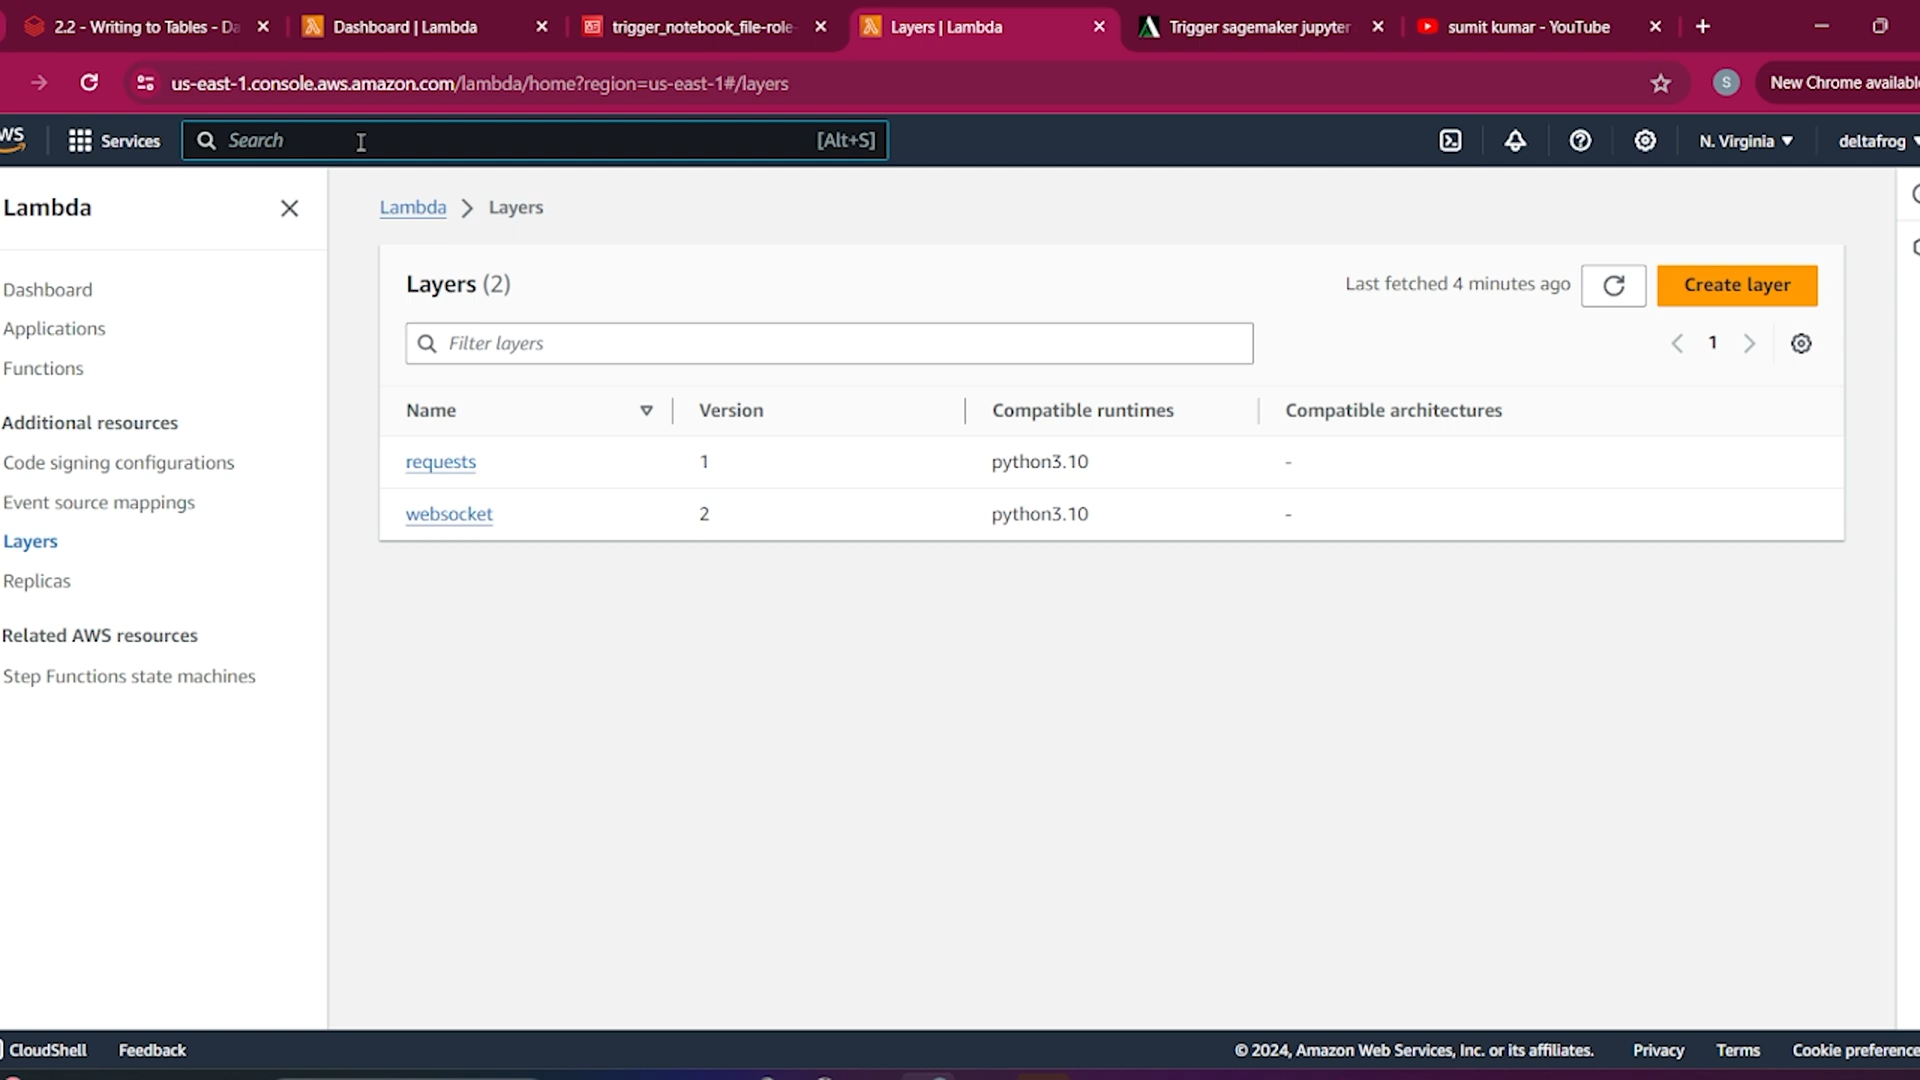 2.2 - Writing to Tables - Da
Dashboard | Lambda
trigger_notebook_file-role-
Layers | Lambda
Trigger sagemaker jupyter
sumit kumar - YouTube
us-east-1.console.aws.amazon.com/lambda/home?region=us-east-1#/layers
S
New Chrome available
WS
Services
Search
[Alt+S]
N. Virginia
deltafrog
Lambda
Lambda > Layers
Dashboard
Applications
Functions
Additional resources
Code signing configurations
Event source mappings
Layers
Replicas
Related AWS resources
Step Functions state machines
Layers (2)
Last fetched 4 minutes ago
Create layer
Filter layers
1
Name Version Compatible runtimes Compatible architectures
requests 1 python3.10 -
websocket 2 python3.10 -
CloudShell
Feedback
© 2024, Amazon Web Services, Inc. or its affiliates.
Privacy
Terms
Cookie preference